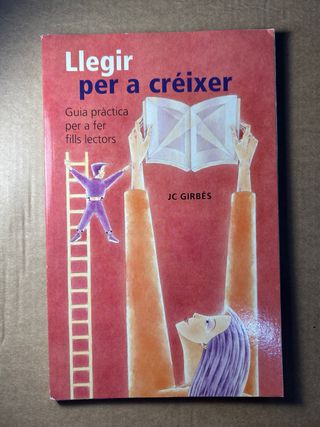 Llegir
per a créixer
Guia pràctica
per a fer
fills lectors
JC GIRBÉS